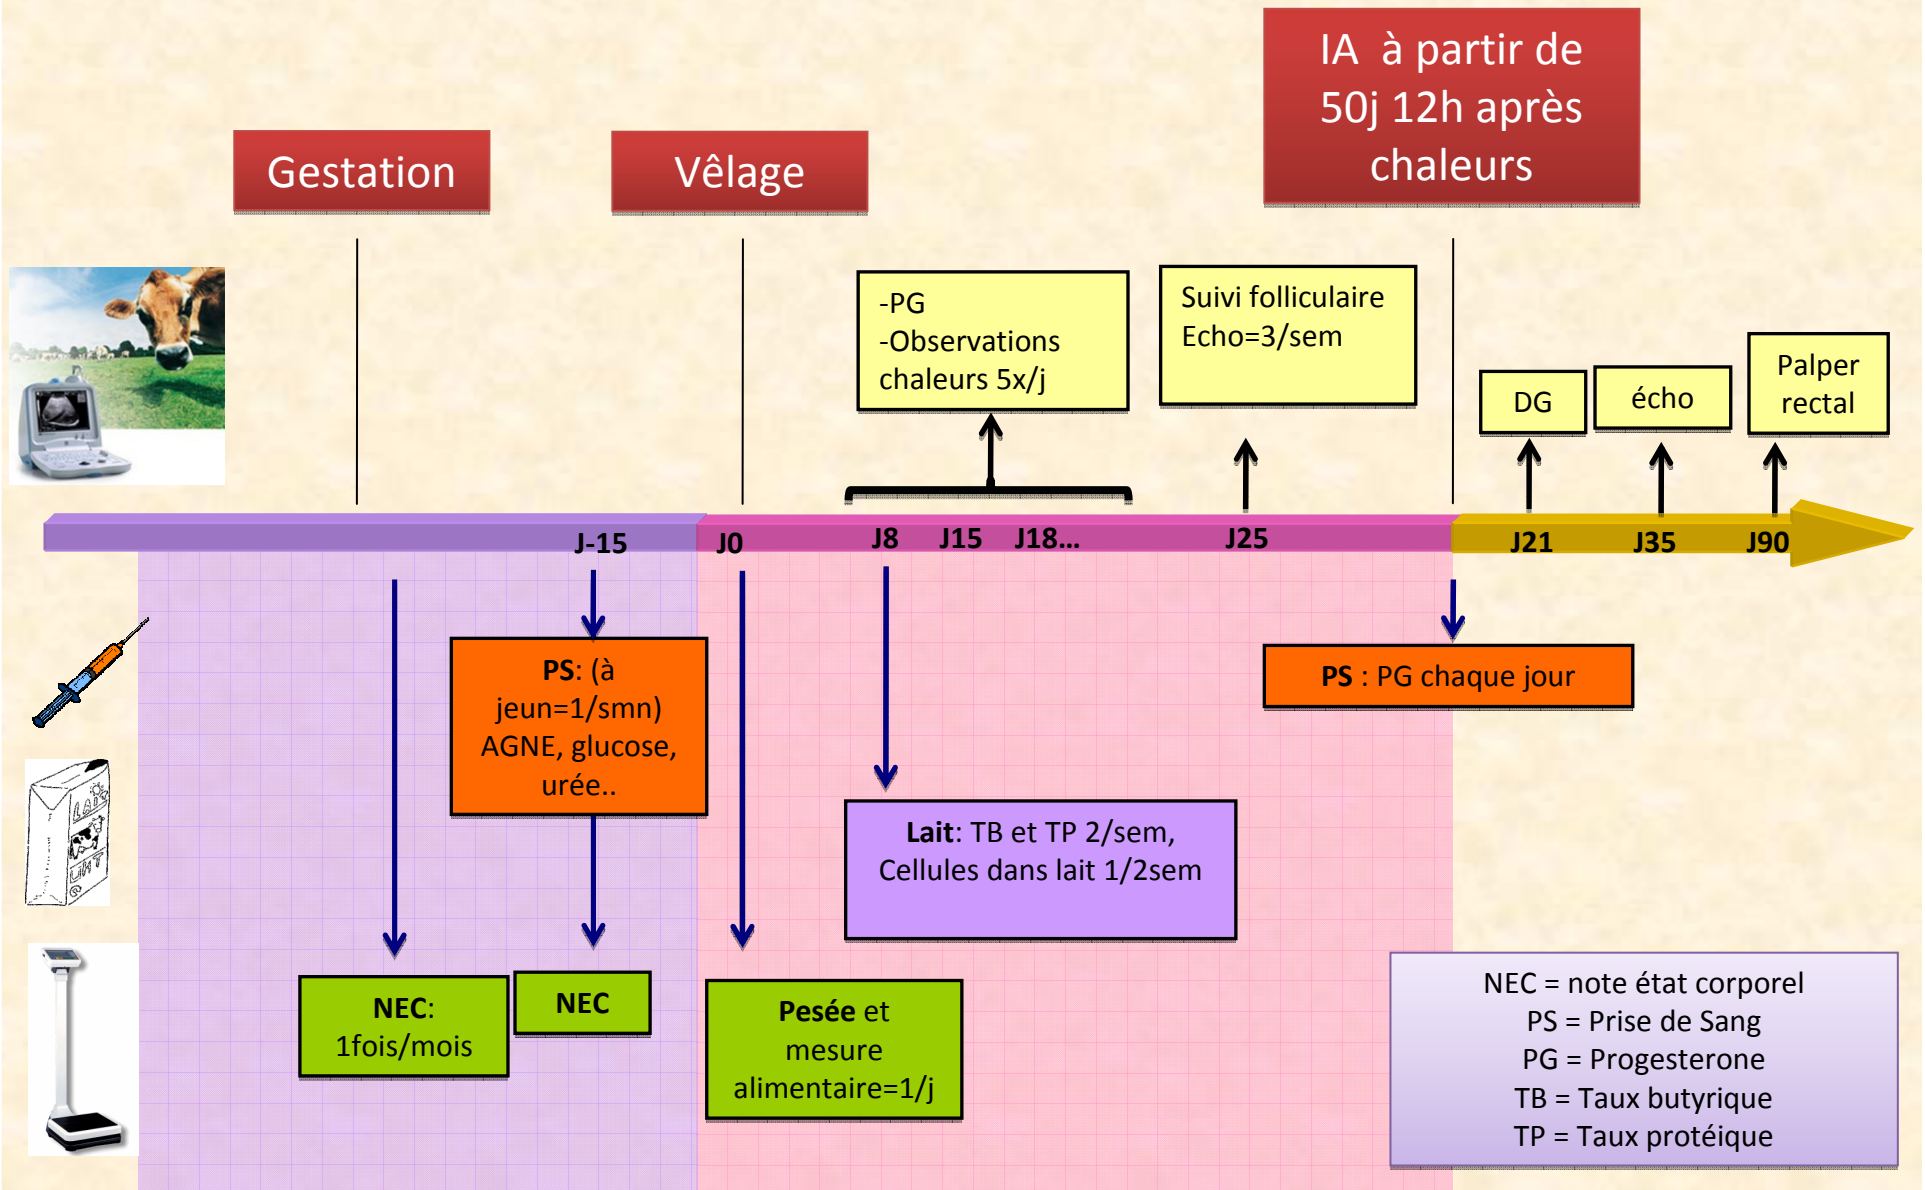 IA à partir de
50j 12h après
chaleurs
Gestation
Vêlage
-PG
-Observations
chaleurs 5x/j
Suivi folliculaire
Echo=3/sem
DG
écho
Palper
rectal
J-15
J0
J8
J15
J18...
J25
J21
J35
J90
PS: (à
jeun=1/smn)
AGNE, glucose,
urée..
PS : PG chaque jour
LAIT
UHT
Lait: TB et TP 2/sem,
Cellules dans lait 1/2sem
NEC:
1fois/mois
NEC
Pesée et
mesure
alimentaire=1/j
NEC = note état corporel
PS = Prise de Sang
PG = Progesterone
TB = Taux butyrique
TP = Taux protéique